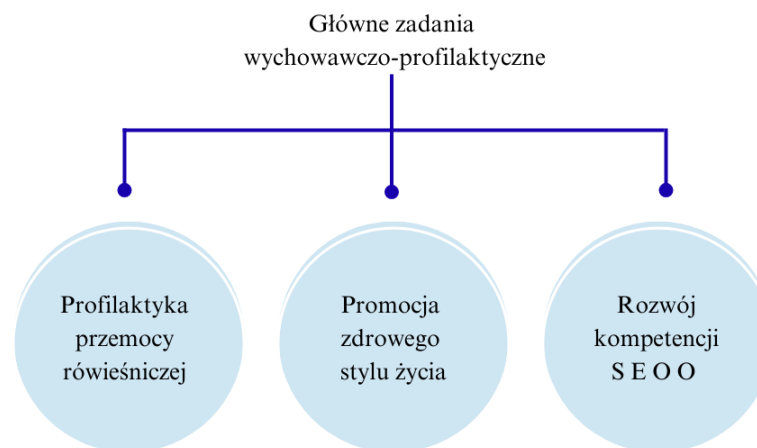 Główne zadania
wychowawczo-profilaktyczne
Profilaktyka
przemocy
rówieśniczej
Promocja
zdrowego
stylu życia
Rozwój
kompetencji
S E O O